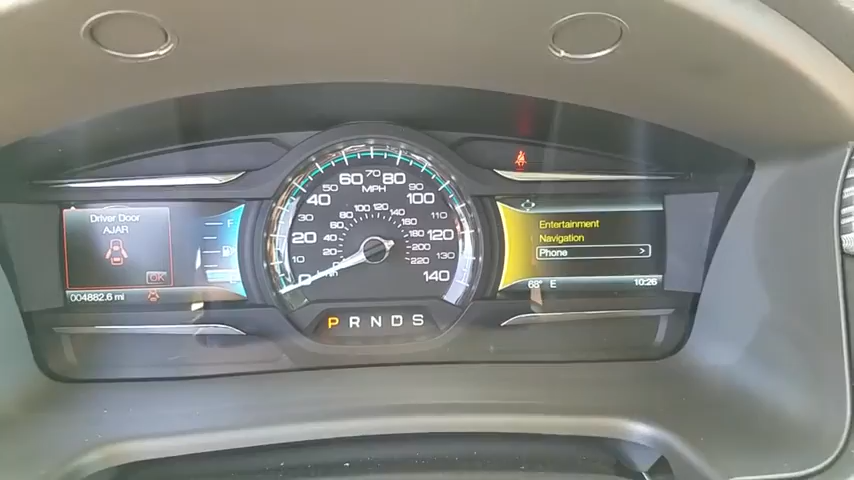 Driver Door
AJAR
OK
004882.6 mi
F
0 10 20 30 40 50 60 70 80 90 100 110 120 130 140
MPH
20 40 60 80 100 120 140 160 180 200 220
km/h
P R N D S
Entertainment
Navigation
Phone >
68° E
10:26